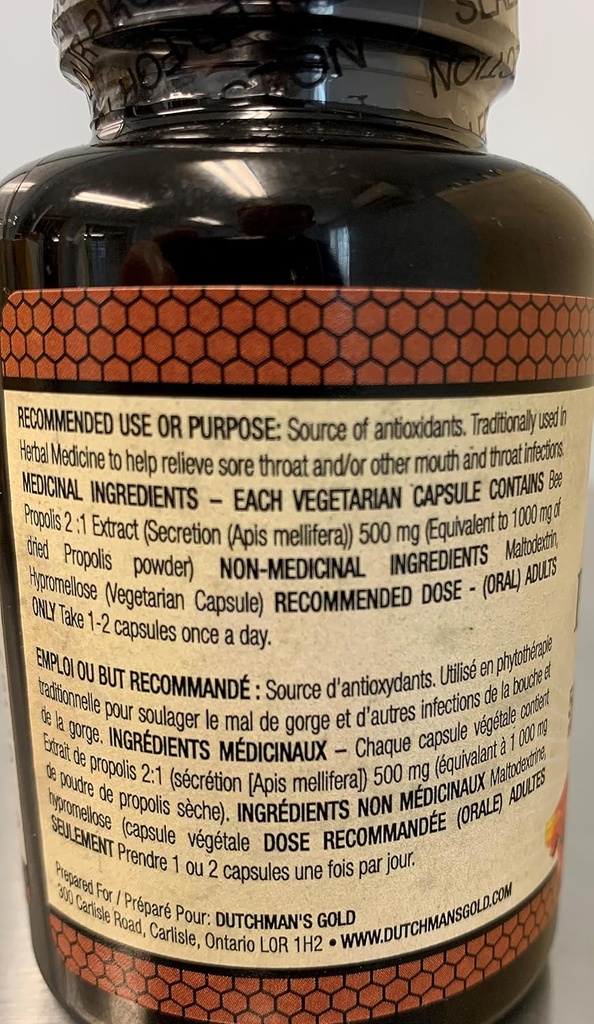 RECOMMENDED USE OR PURPOSE: Source of antioxidants. Traditionally used in
Herbal Medicine to help relieve sore throat and/or other mouth and throat infections.
MEDICINAL INGREDIENTS – EACH VEGETARIAN CAPSULE CONTAINS Bee
Propolis 2 :1 Extract (Secretion (Apis mellifera)) 500 mg (Equivalent to 1000 mg of
dried Propolis powder) NON-MEDICINAL INGREDIENTS Maltodextrin,
Hypromellose (Vegetarian Capsule) RECOMMENDED DOSE - (ORAL) ADULTS
ONLY Take 1-2 capsules once a day.
EMPLOI OU BUT RECOMMANDÉ : Source d'antioxydants. Utilisé en phytothérapie
traditionnelle pour soulager le mal de gorge et d'autres infections de la bouche et
de la gorge. INGRÉDIENTS MÉDICINAUX – Chaque capsule végétale contient
Extrait de propolis 2:1 (sécrétion [Apis mellifera]) 500 mg (équivalant à 1 000 mg
de poudre de propolis sèche). INGRÉDIENTS NON MÉDICINAUX Maltodextrine,
hypromellose (capsule végétale DOSE RECOMMANDÉE (ORALE) ADULTES
SEULEMENT Prendre 1 ou 2 capsules une fois par jour.
Prepared For / Préparé Pour: DUTCHMAN'S GOLD
300 Carlisle Road, Carlisle, Ontario L0R 1H2 • WWW.DUTCHMANSGOLD.COM